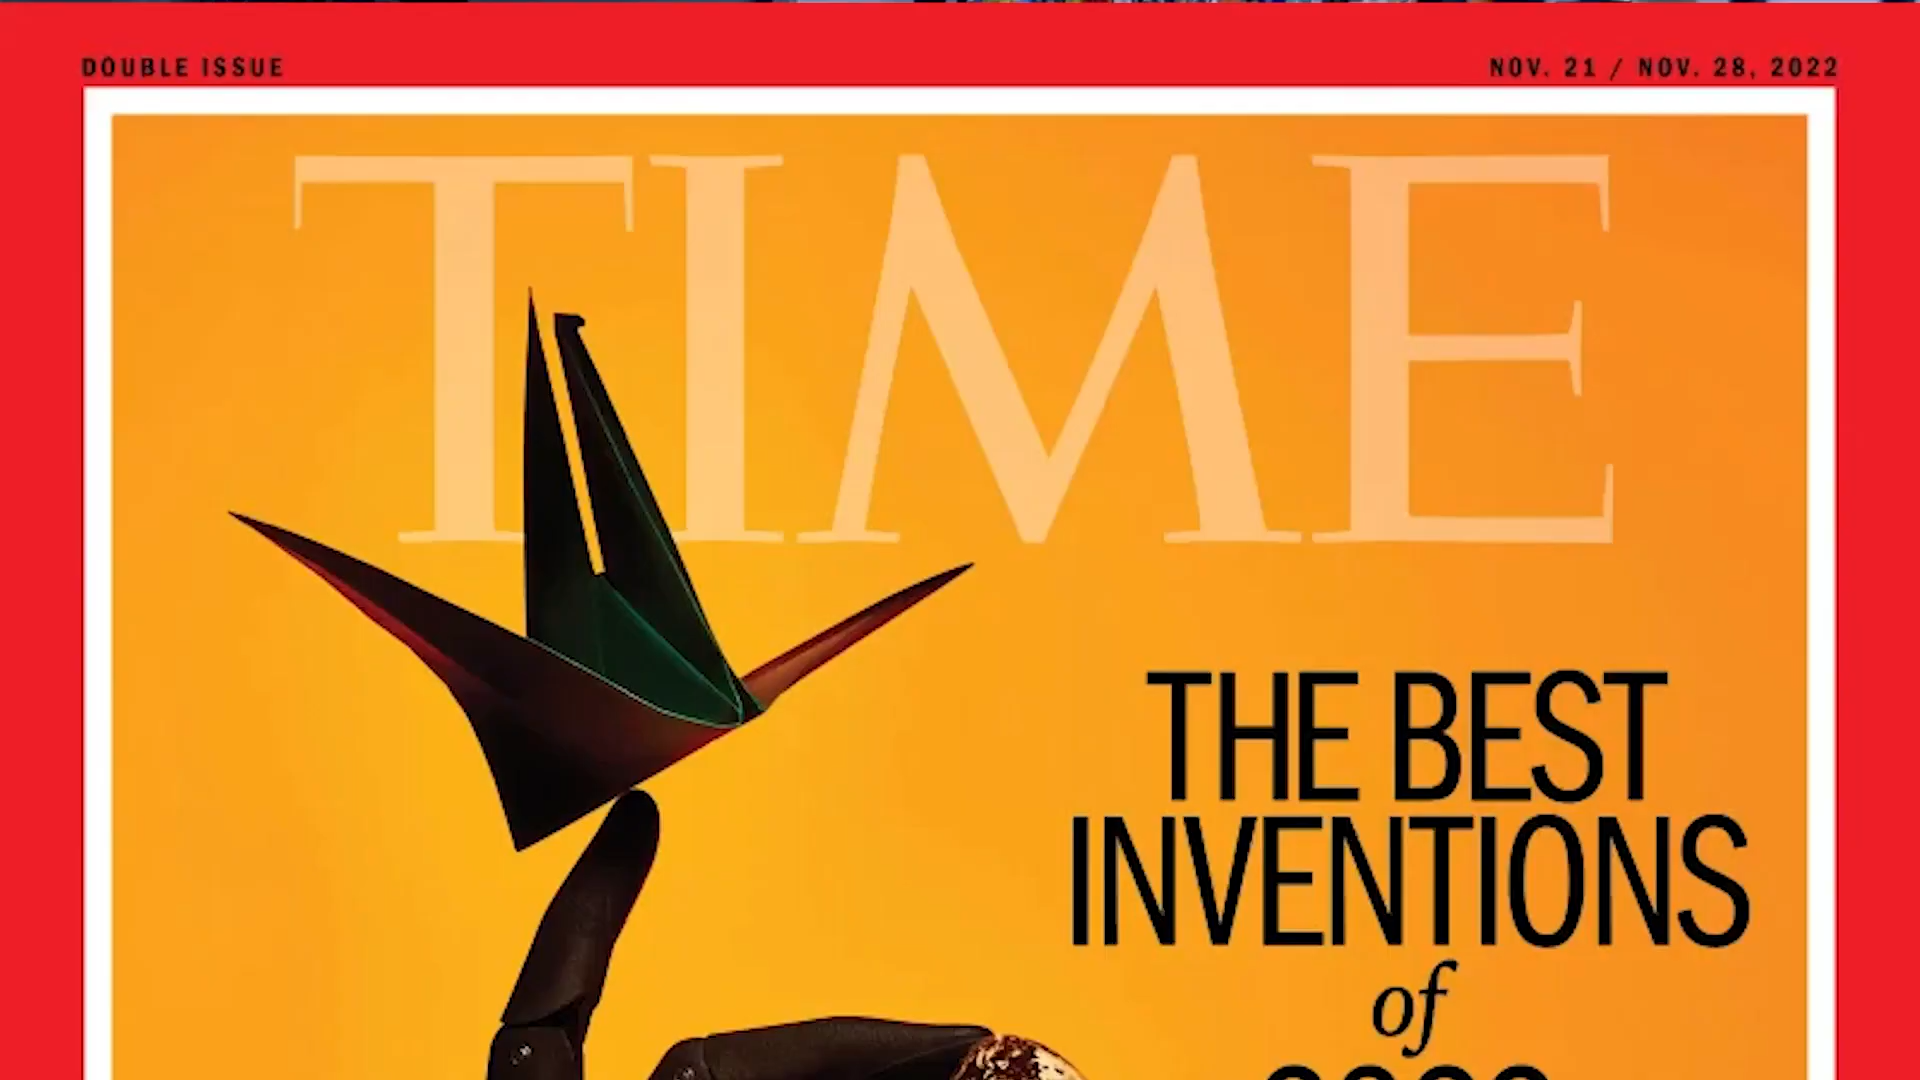 DOUBLE ISSUE
NOV. 21 / NOV. 28, 2022
TIME
THE BEST
INVENTIONS
of